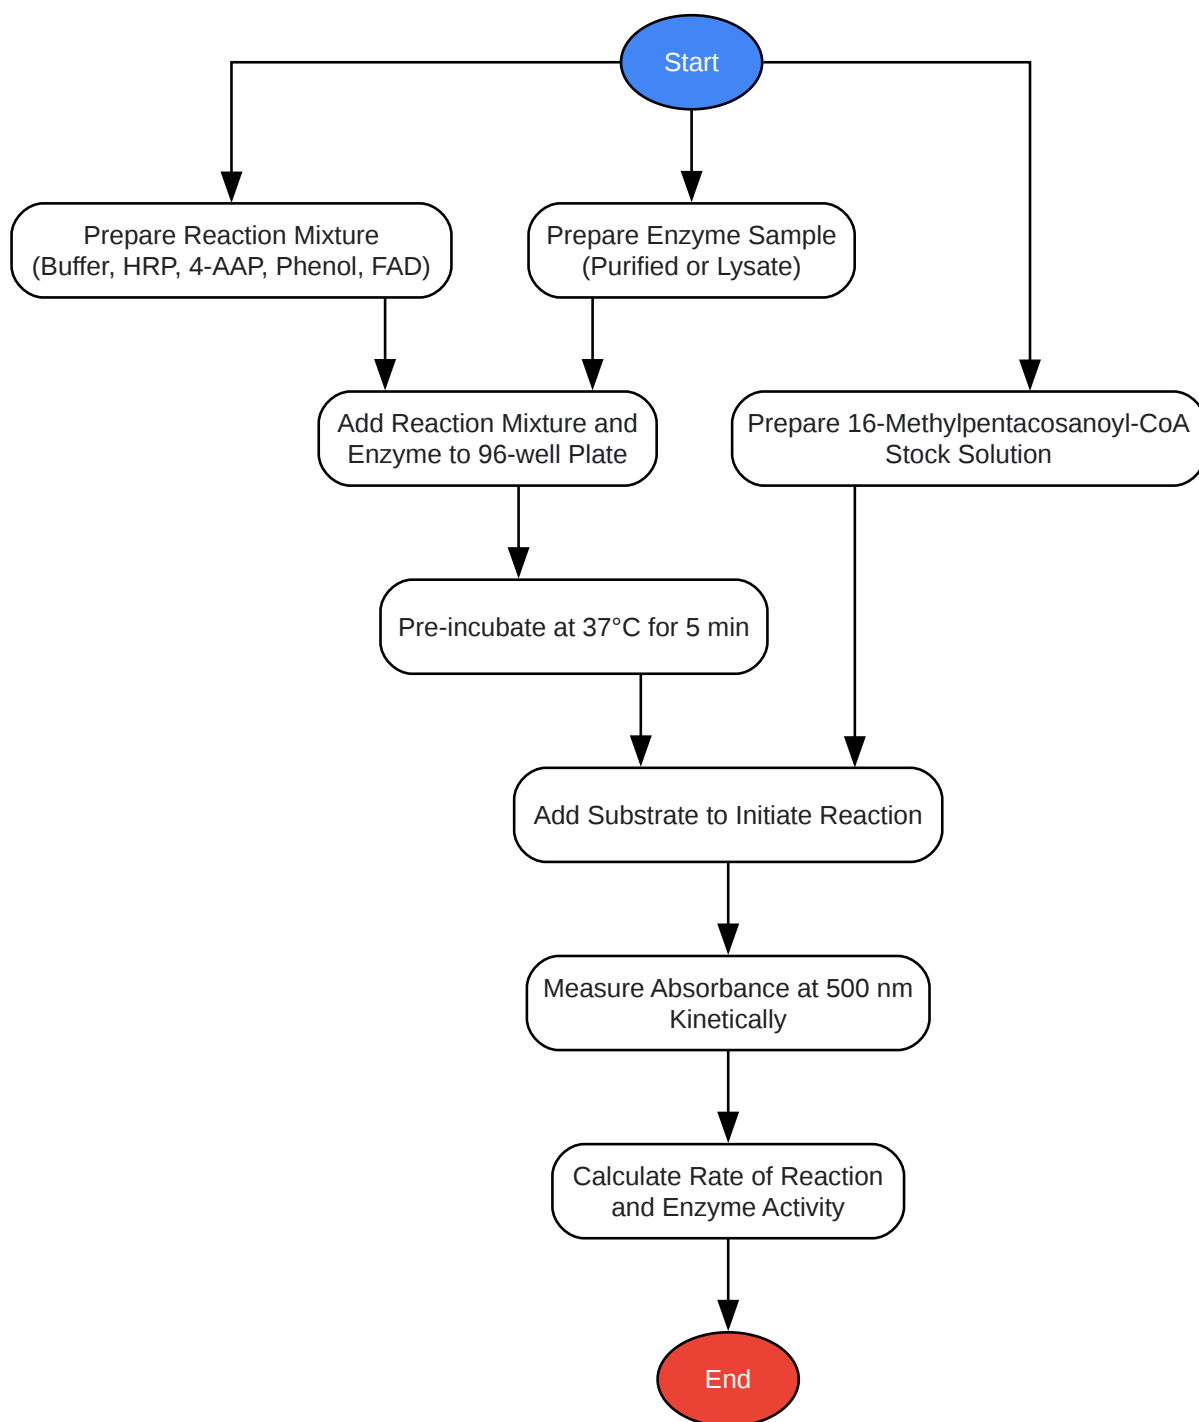 Start
Prepare Reaction Mixture
(Buffer, HRP, 4-AAP, Phenol, FAD)
Prepare Enzyme Sample
(Purified or Lysate)
Add Reaction Mixture and
Enzyme to 96-well Plate
Prepare 16-Methylpentacosanoyl-CoA
Stock Solution
Pre-incubate at 37°C for 5 min
Add Substrate to Initiate Reaction
Measure Absorbance at 500 nm
Kinetically
Calculate Rate of Reaction
and Enzyme Activity
End